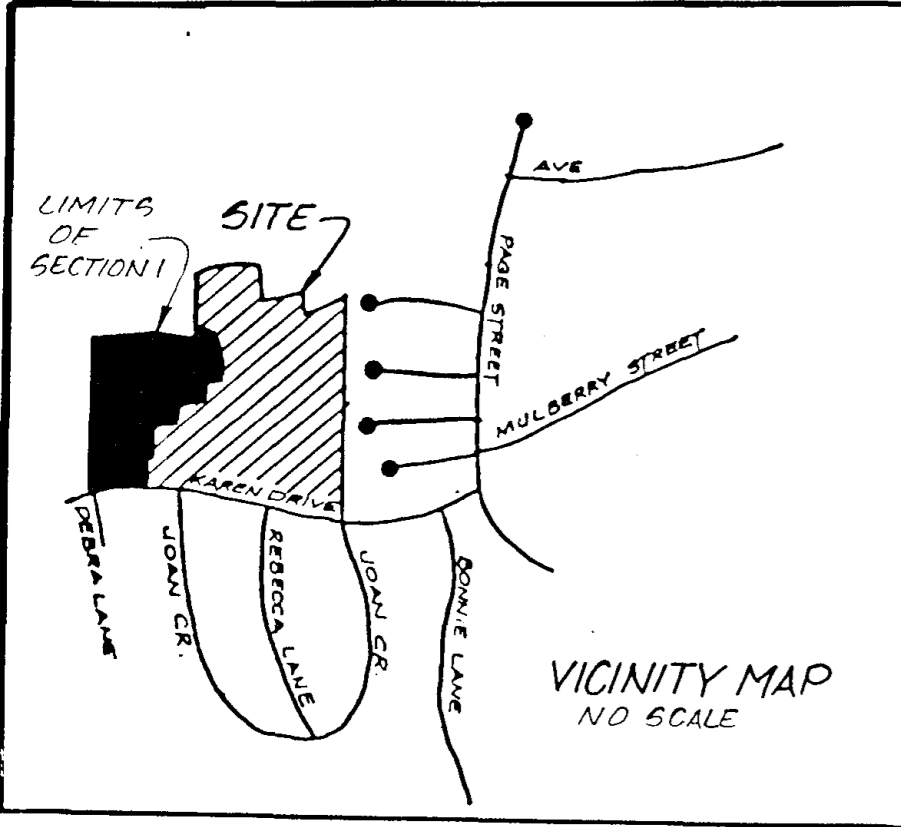 AVE
LIMITS
OF
SECTION 1
SITE
PAGE STREET
MULBERRY STREET
KAREN DRIVE
DEBRA LANE
JOAN CR.
REBECCA LANE
JOAN CR.
BONNIE LANE
VICINITY MAP
NO SCALE